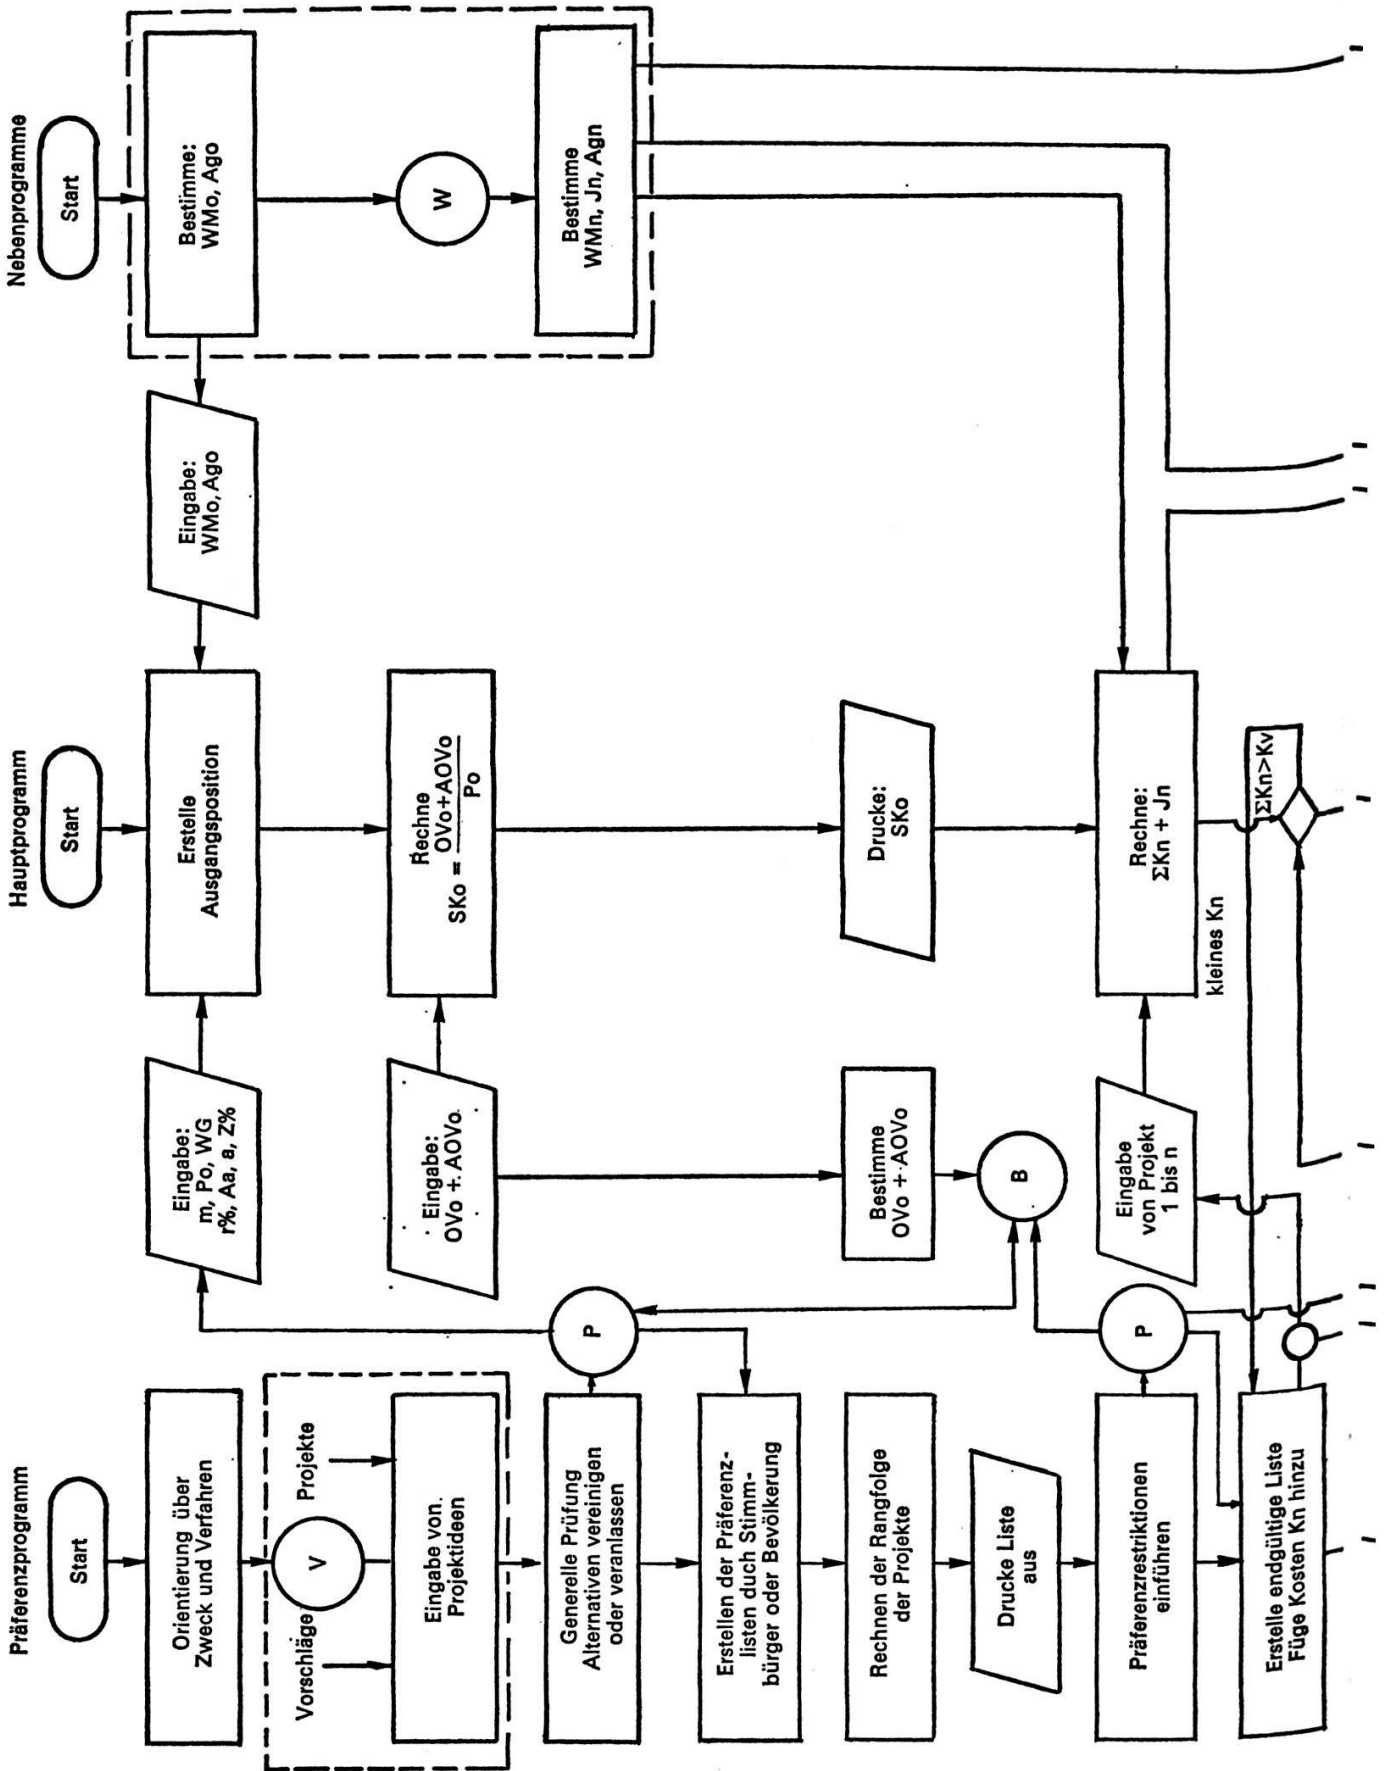 Präferenzprogramm
Start
Orientierung über
Zweck und Verfahren
Vorschläge
V
Projekte
Eingabe von.
Projektideen
Generelle Prüfung
Alternativen vereinigen
oder veranlassen
P
Erstellen der Präferenz-
listen duch Stimm-
bürger oder Bevölkerung
Rechnen der Rangfolge
der Projekte
Drucke Liste
aus
Präferenzrestriktionen
einführen
P
Erstelle endgültige Liste
Füge Kosten Kn hinzu
Hauptprogramm
Start
Eingabe:
m, Po, WG
r%, Aa, a, Z%
Erstelle
Ausgangsposition
Eingabe:
OVo + AOVo
Rechne
SKo = OVo+AOVo
Po
Bestimme
OVo + AOVo
B
Drucke:
SKo
Eingabe
von Projekt
1 bis n
Rechne:
ΣKn + Jn
kleines Kn
ΣKn>Kv
Nebenprogramme
Start
Bestimme:
WMo, Ago
Eingabe:
WMo, Ago
W
Bestimme
WMn, Jn, Agn